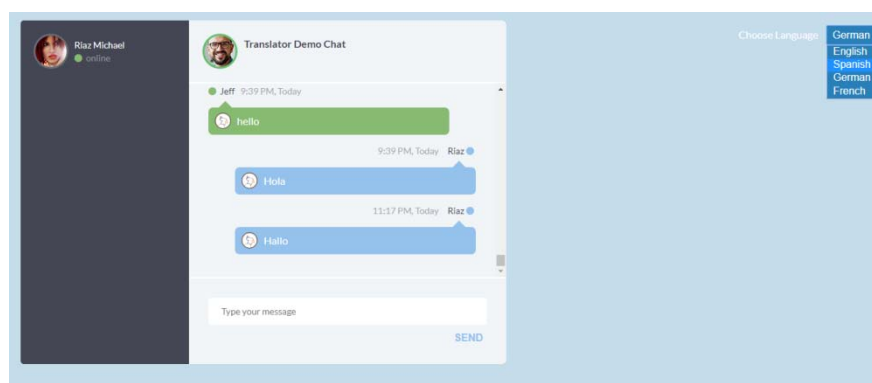 Riaz Michael
online
Translator Demo Chat
Jeff 9:39 PM, Today
hello
9:39 PM, Today Riaz
Hola
11:17 PM, Today Riaz
Hallo
Type your message
SEND
Choose Language German
English
Spanish
German
French